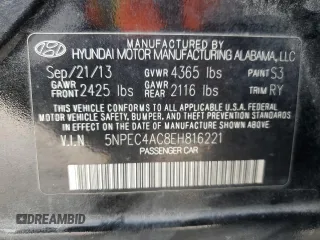 MANUFACTURED BY
HYUNDAI MOTOR MANUFACTURING ALABAMA, LLC
Sep/21/13 GVWR 4365 lbs PAINT S3
GAWR FRONT 2425 lbs GAWR REAR 2116 lbs TRIM RY
THIS VEHICLE CONFORMS TO ALL APPLICABLE U.S. FEDERAL MOTOR VEHICLE SAFETY, BUMPER, AND THEFT PREVENTION STANDARDS IN EFFECT ON THE DATE OF MANUFACTURE SHOWN ABOVE.
V.I.N 5NPEC4AC8EH816221
PASSENGER CAR
© DREAMBID
dreambid